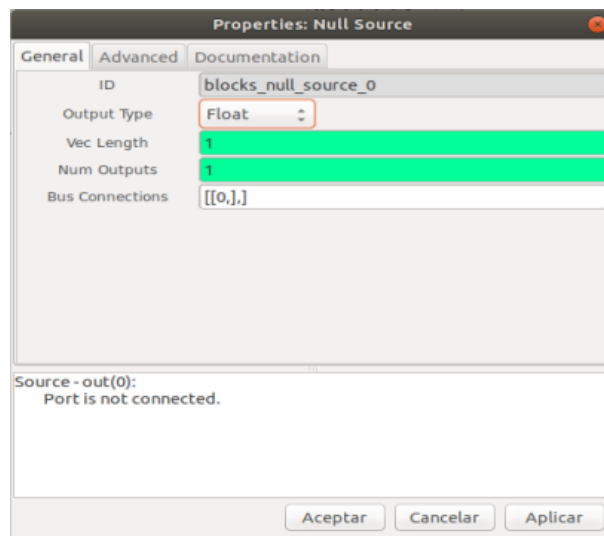 Properties: Null Source
General Advanced Documentation
ID blocks_null_source_0
Output Type Float
Vec Length 1
Num Outputs 1
Bus Connections [[0,],]
Source - out(0):
Port is not connected.
Aceptar Cancelar Aplicar